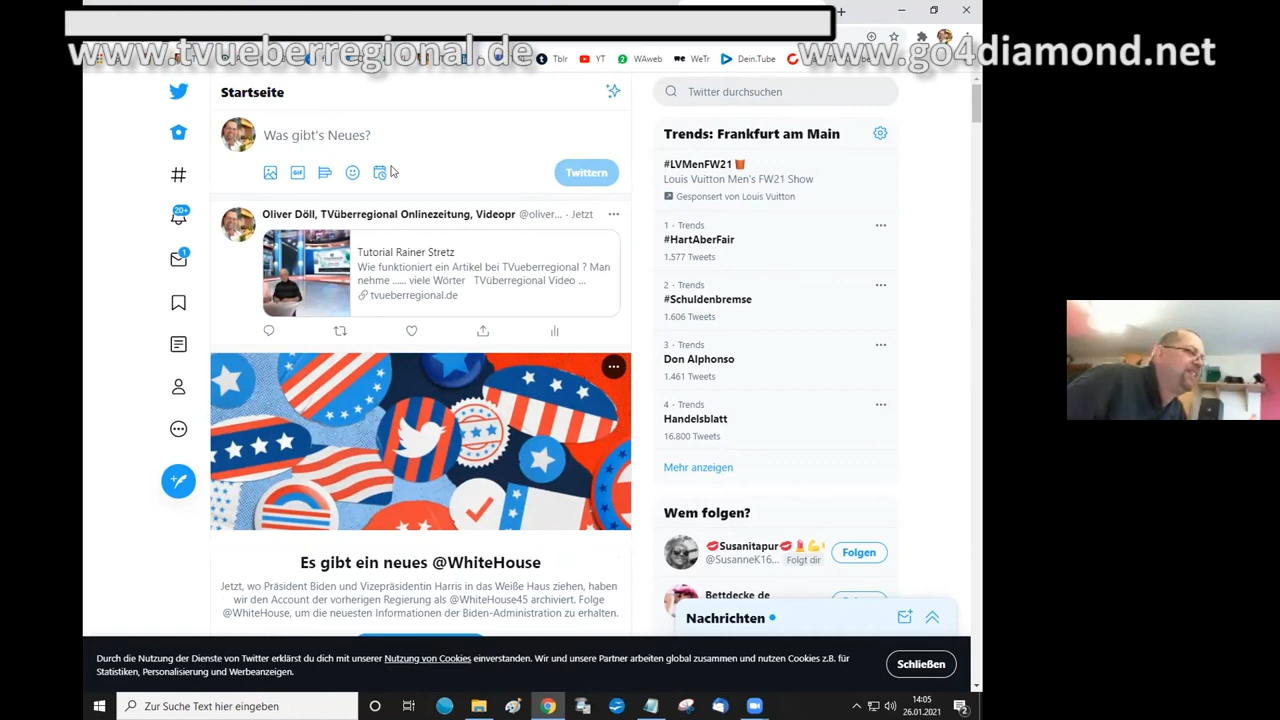 www.tvueberregional.de
www.go4diamond.net
Tblr
YT
WAweb
WeTr
Dein.Tube
Startseite
Twitter durchsuchen
Was gibt's Neues?
GIF
Twittern
Oliver Döll, TVüberregional Onlinezeitung, Videopr @oliver... · Jetzt
Tutorial Rainer Stretz
Wie funktioniert ein Artikel bei TVueberregional ? Man
nehme ...... viele Wörter TVüberregional Video ...
tvueberregional.de
20+
1
Es gibt ein neues @WhiteHouse
Jetzt, wo Präsident Biden und Vizepräsidentin Harris in das Weiße Haus ziehen, haben
wir den Account der vorherigen Regierung als @WhiteHouse45 archiviert. Folge
@WhiteHouse, um die neuesten Informationen der Biden-Administration zu erhalten.
Trends: Frankfurt am Main
#LVMenFW21
Louis Vuitton Men's FW21 Show
Gesponsert von Louis Vuitton
1 · Trends
#HartAberFair
1.577 Tweets
2 · Trends
#Schuldenbremse
1.606 Tweets
3 · Trends
Don Alphonso
1.461 Tweets
4 · Trends
Handelsblatt
16.800 Tweets
Mehr anzeigen
Wem folgen?
Susanitapur
@SusanneK16... Folgt dir
Folgen
Bettdecke de
Nachrichten
Durch die Nutzung der Dienste von Twitter erklärst du dich mit unserer Nutzung von Cookies einverstanden. Wir und unsere Partner arbeiten global zusammen und nutzen Cookies z.B. für
Statistiken, Personalisierung und Werbeanzeigen.
Schließen
Zur Suche Text hier eingeben
14:05
26.01.2021
2